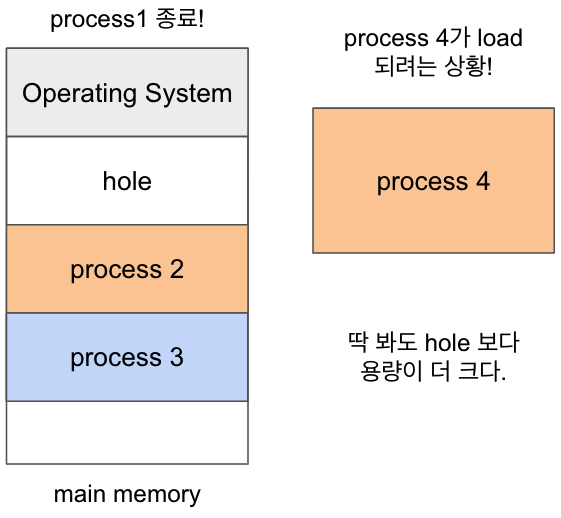 process1 종료!
Operating System
hole
process 2
process 3
main memory
process 4가 load
되려는 상황!
process 4
딱 봐도 hole 보다
용량이 더 크다.